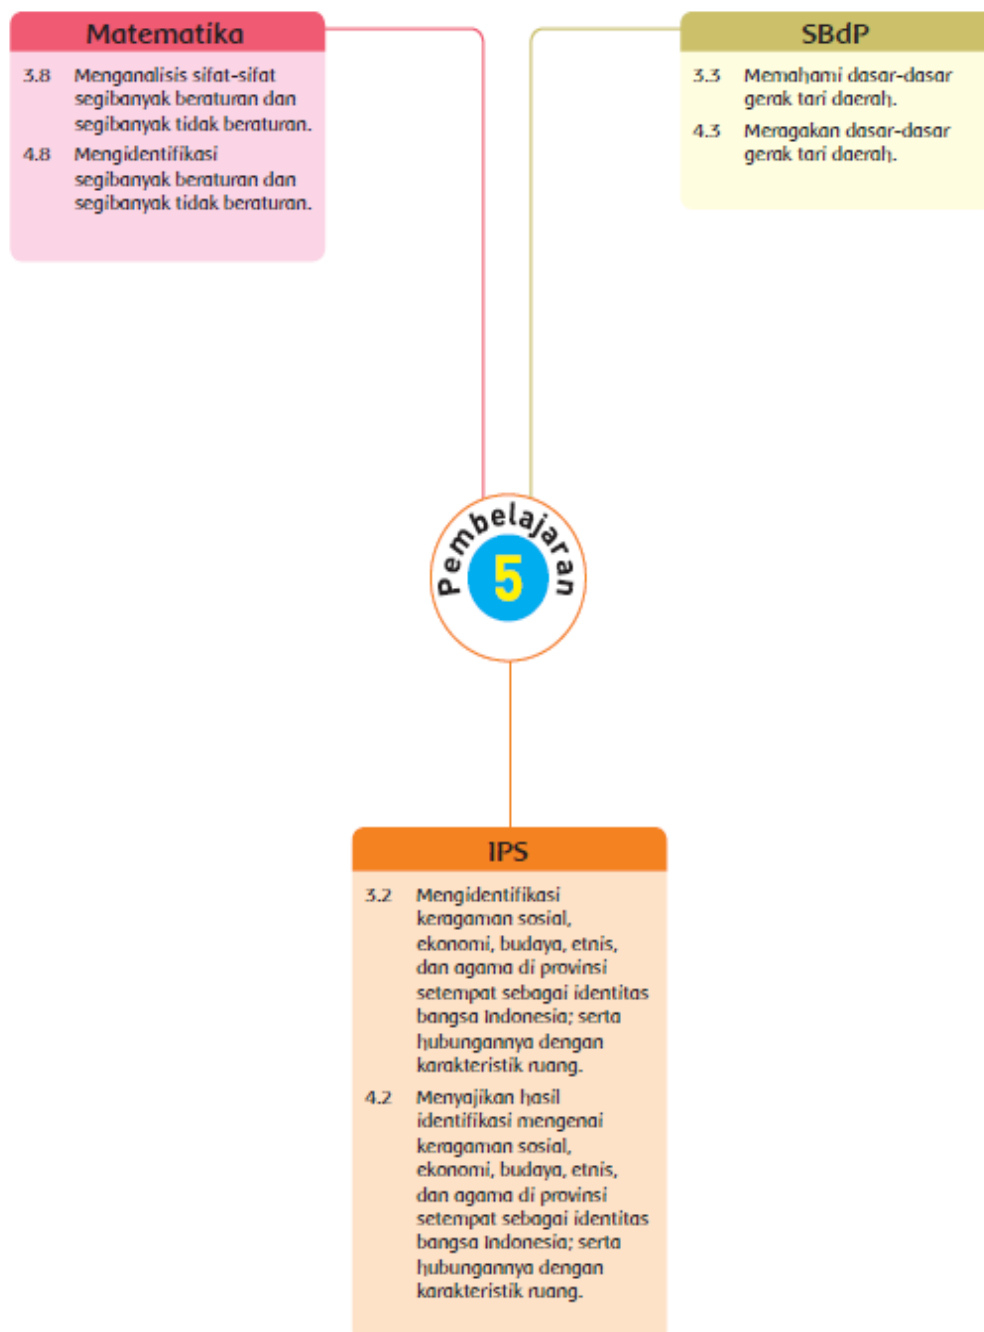 Matematika
3.8 Menganalisis sifat-sifat
segibanyak beraturan dan
segibanyak tidak beraturan.
4.8 Mengidentifikasi
segibanyak beraturan dan
segibanyak tidak beraturan.
SBdP
3.3 Memahami dasar-dasar
gerak tari daerah.
4.3 Meragakan dasar-dasar
gerak tari daerah.
Pembelajaran
5
IPS
3.2 Mengidentifikasi
keragaman sosial,
ekonomi, budaya, etnis,
dan agama di provinsi
setempat sebagai identitas
bangsa Indonesia; serta
hubungannya dengan
karakteristik ruang.
4.2 Menyajikan hasil
identifikasi mengenai
keragaman sosial,
ekonomi, budaya, etnis,
dan agama di provinsi
setempat sebagai identitas
bangsa Indonesia; serta
hubungannya dengan
karakteristik ruang.